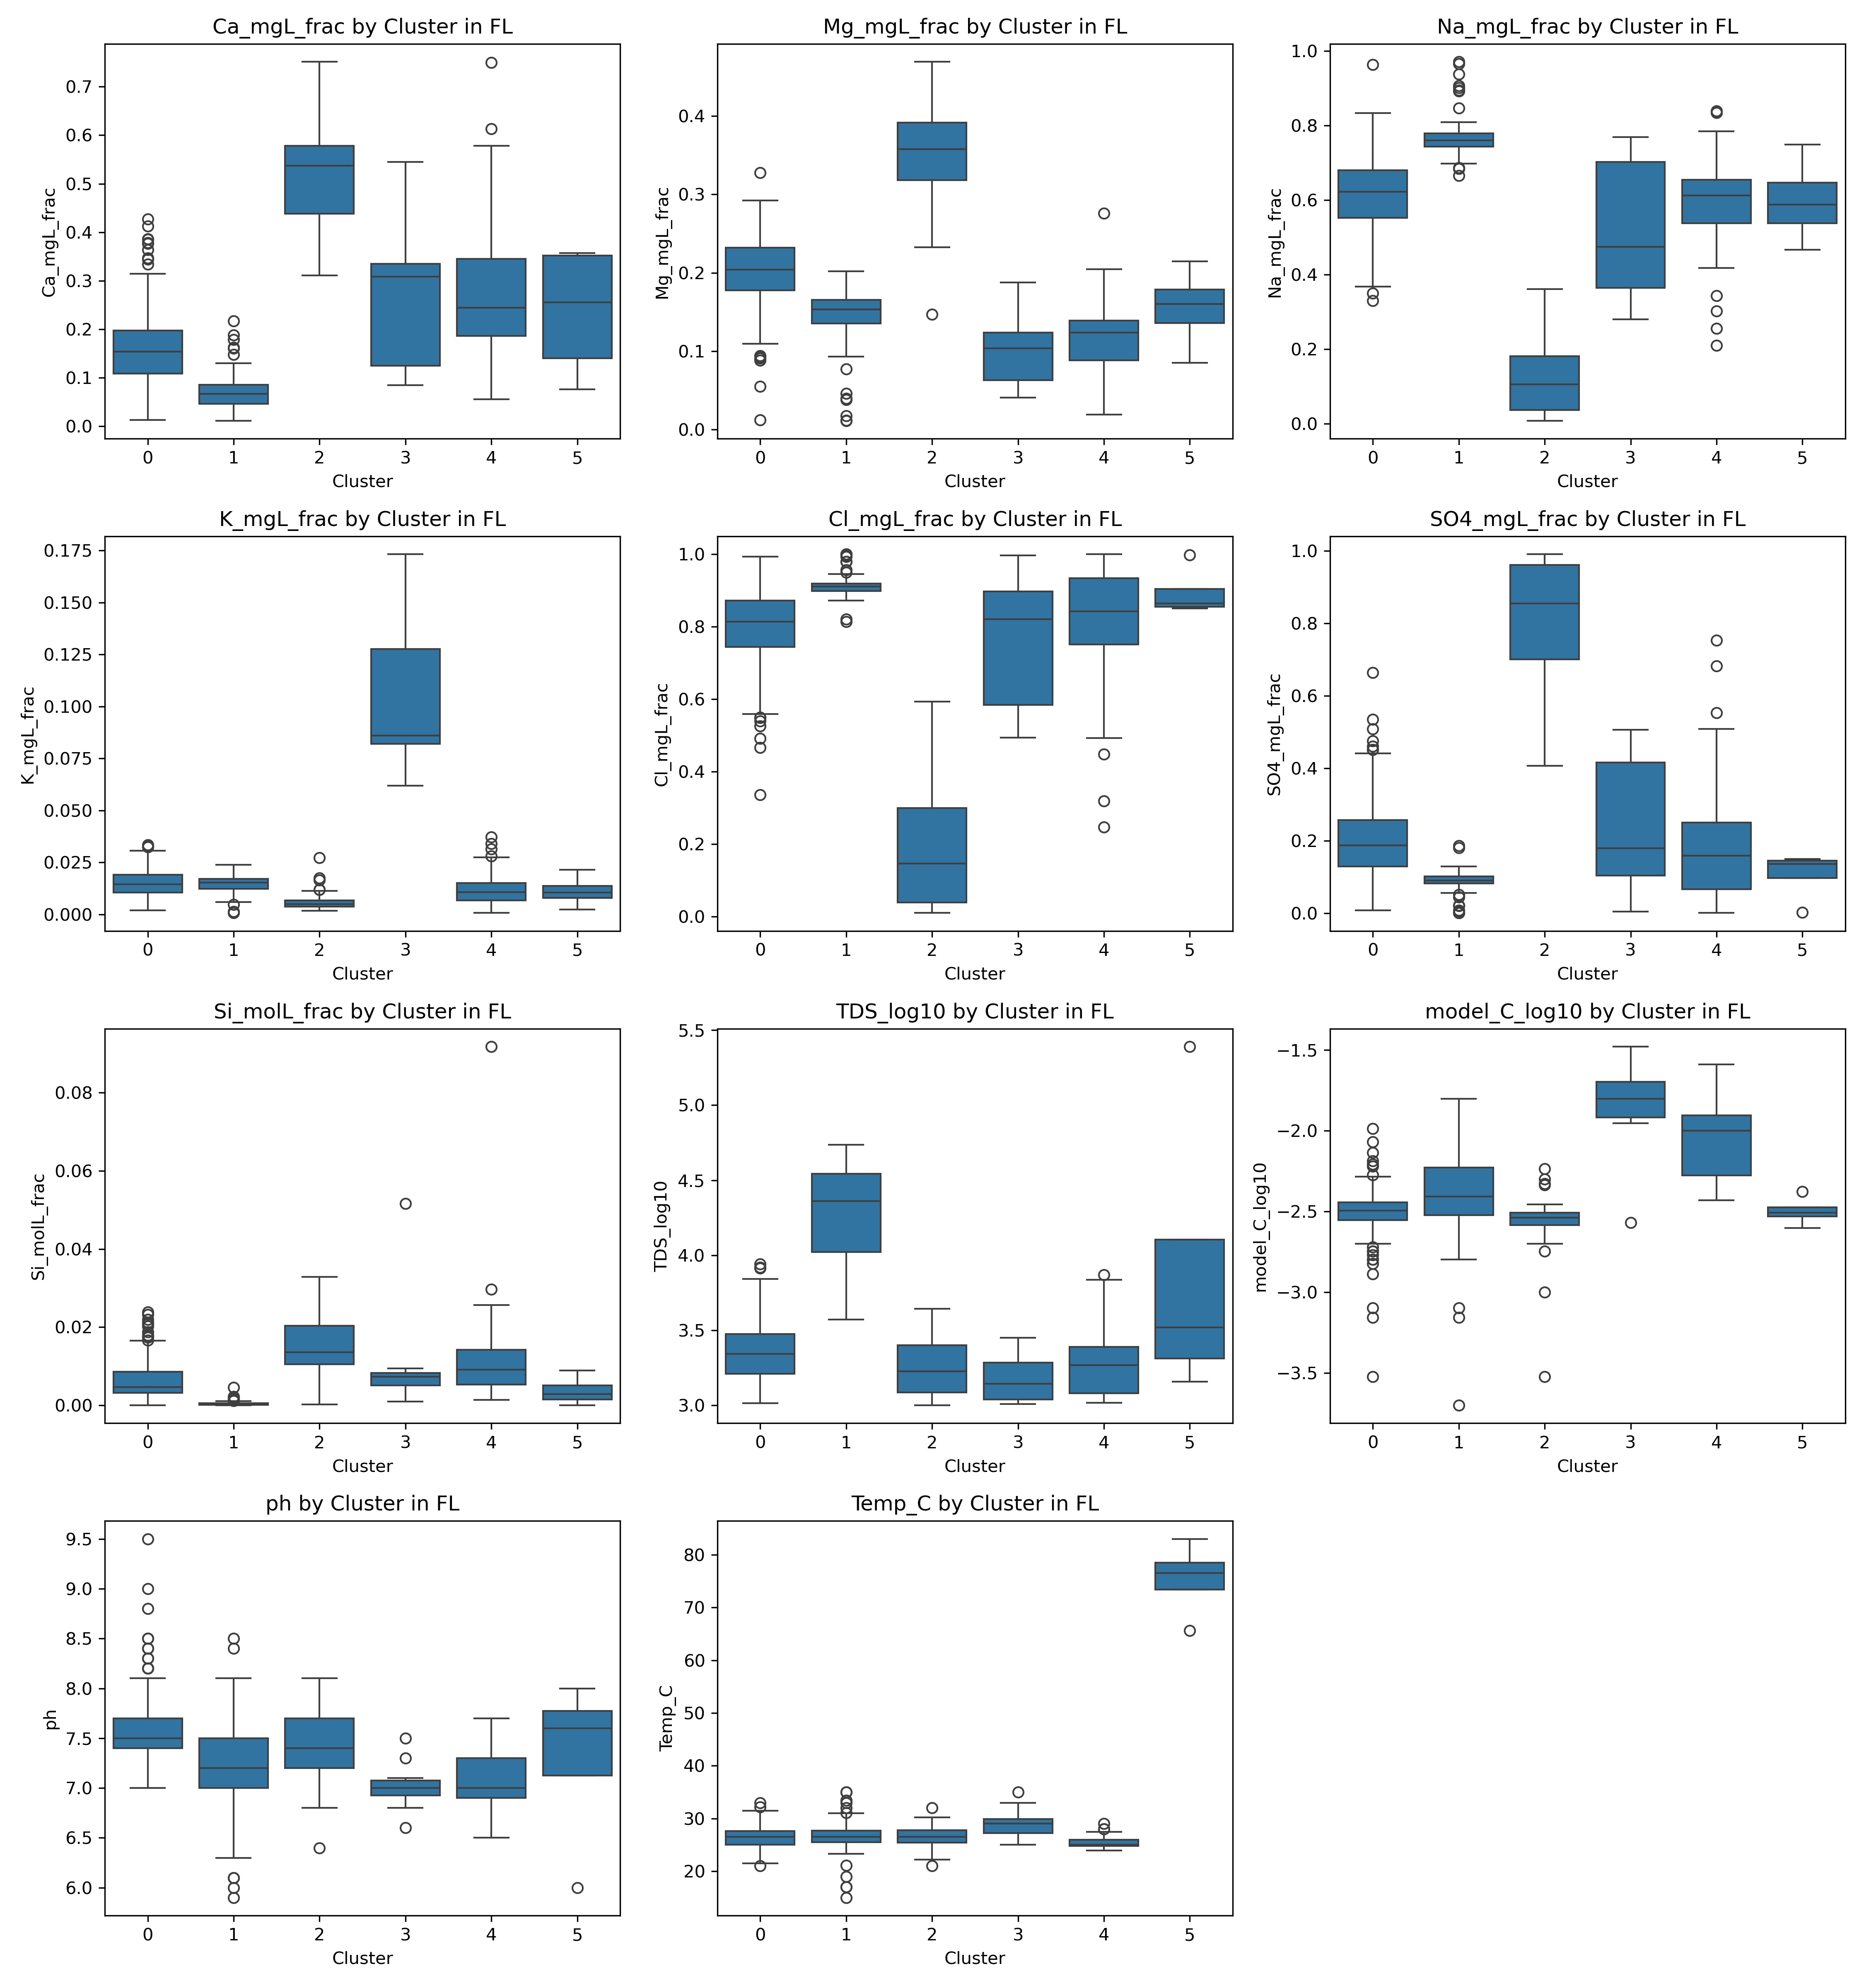 Ca_mgL_frac by Cluster in FL
Ca_mgL_frac
0.7
0.6
0.5
0.4
0.3
0.2
0.1
0.0
0 1 2 3 4 5
Cluster
Mg_mgL_frac by Cluster in FL
Mg_mgL_frac
0.4
0.3
0.2
0.1
0.0
0 1 2 3 4 5
Cluster
Na_mgL_frac by Cluster in FL
Na_mgL_frac
1.0
0.8
0.6
0.4
0.2
0.0
0 1 2 3 4 5
Cluster
K_mgL_frac by Cluster in FL
K_mgL_frac
0.175
0.150
0.125
0.100
0.075
0.050
0.025
0.000
0 1 2 3 4 5
Cluster
Cl_mgL_frac by Cluster in FL
Cl_mgL_frac
1.0
0.8
0.6
0.4
0.2
0.0
0 1 2 3 4 5
Cluster
SO4_mgL_frac by Cluster in FL
SO4_mgL_frac
1.0
0.8
0.6
0.4
0.2
0.0
0 1 2 3 4 5
Cluster
Si_molL_frac by Cluster in FL
Si_molL_frac
0.08
0.06
0.04
0.02
0.00
0 1 2 3 4 5
Cluster
TDS_log10 by Cluster in FL
TDS_log10
5.5
5.0
4.5
4.0
3.5
3.0
0 1 2 3 4 5
Cluster
model_C_log10 by Cluster in FL
model_C_log10
−1.5
−2.0
−2.5
−3.0
−3.5
0 1 2 3 4 5
Cluster
ph by Cluster in FL
ph
9.5
9.0
8.5
8.0
7.5
7.0
6.5
6.0
0 1 2 3 4 5
Cluster
Temp_C by Cluster in FL
Temp_C
80
70
60
50
40
30
20
0 1 2 3 4 5
Cluster